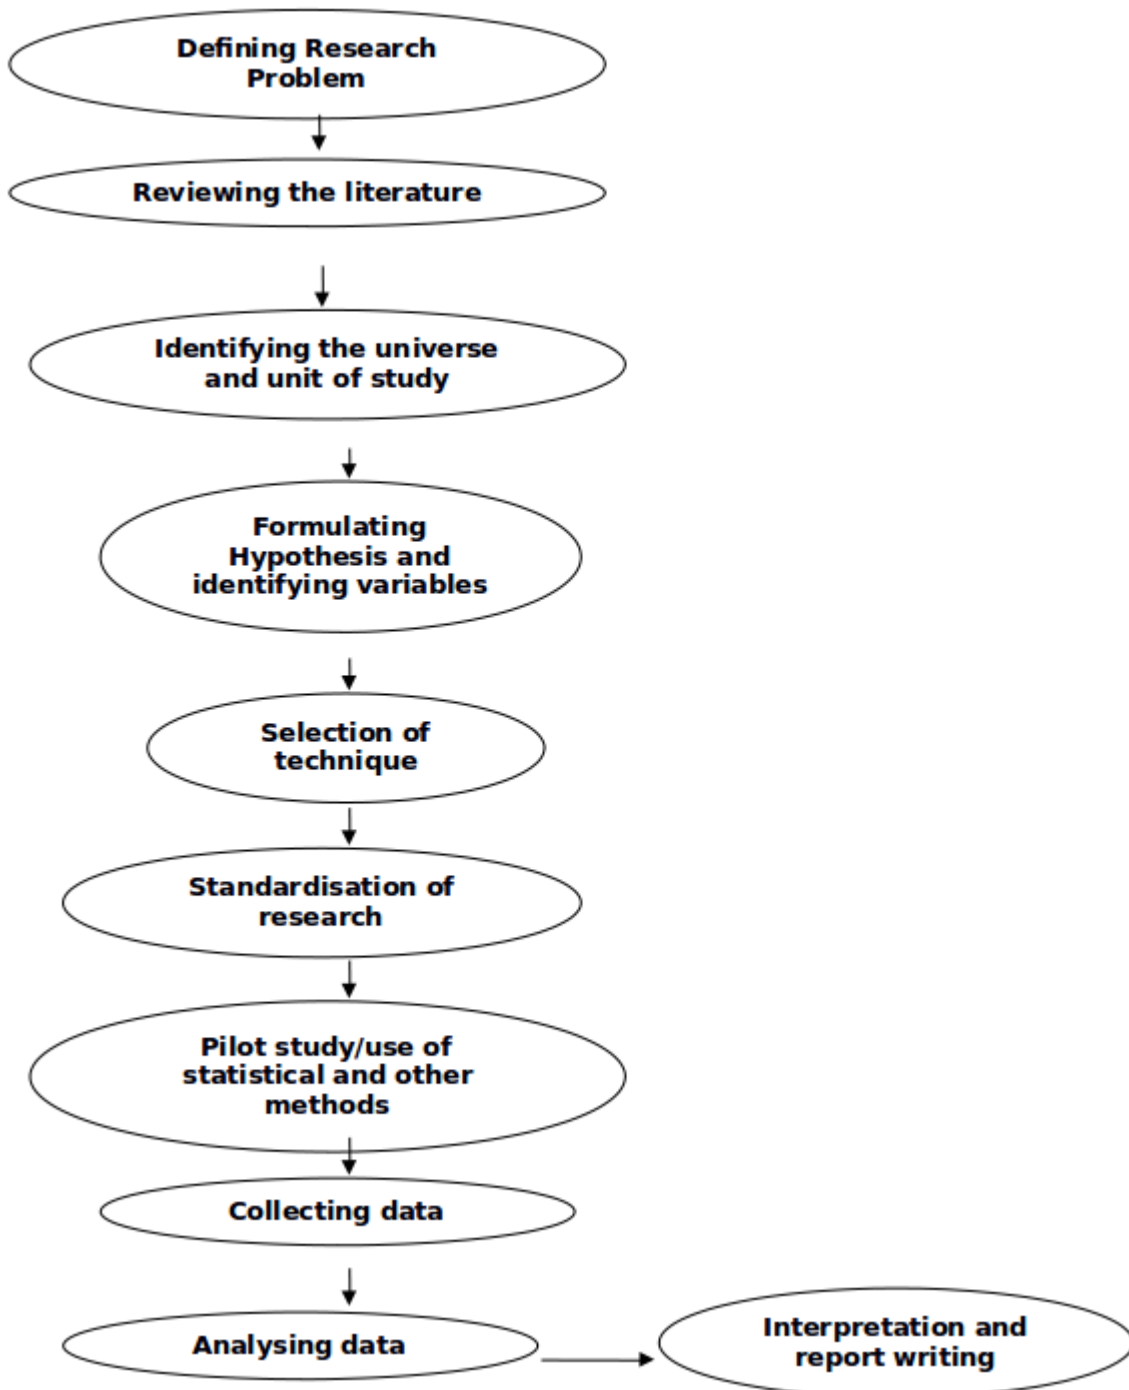 Defining Research
Problem
Reviewing the literature
Identifying the universe
and unit of study
Formulating
Hypothesis and
identifying variables
Selection of
technique
Standardisation of
research
Pilot study/use of
statistical and other
methods
Collecting data
Analysing data
Interpretation and
report writing